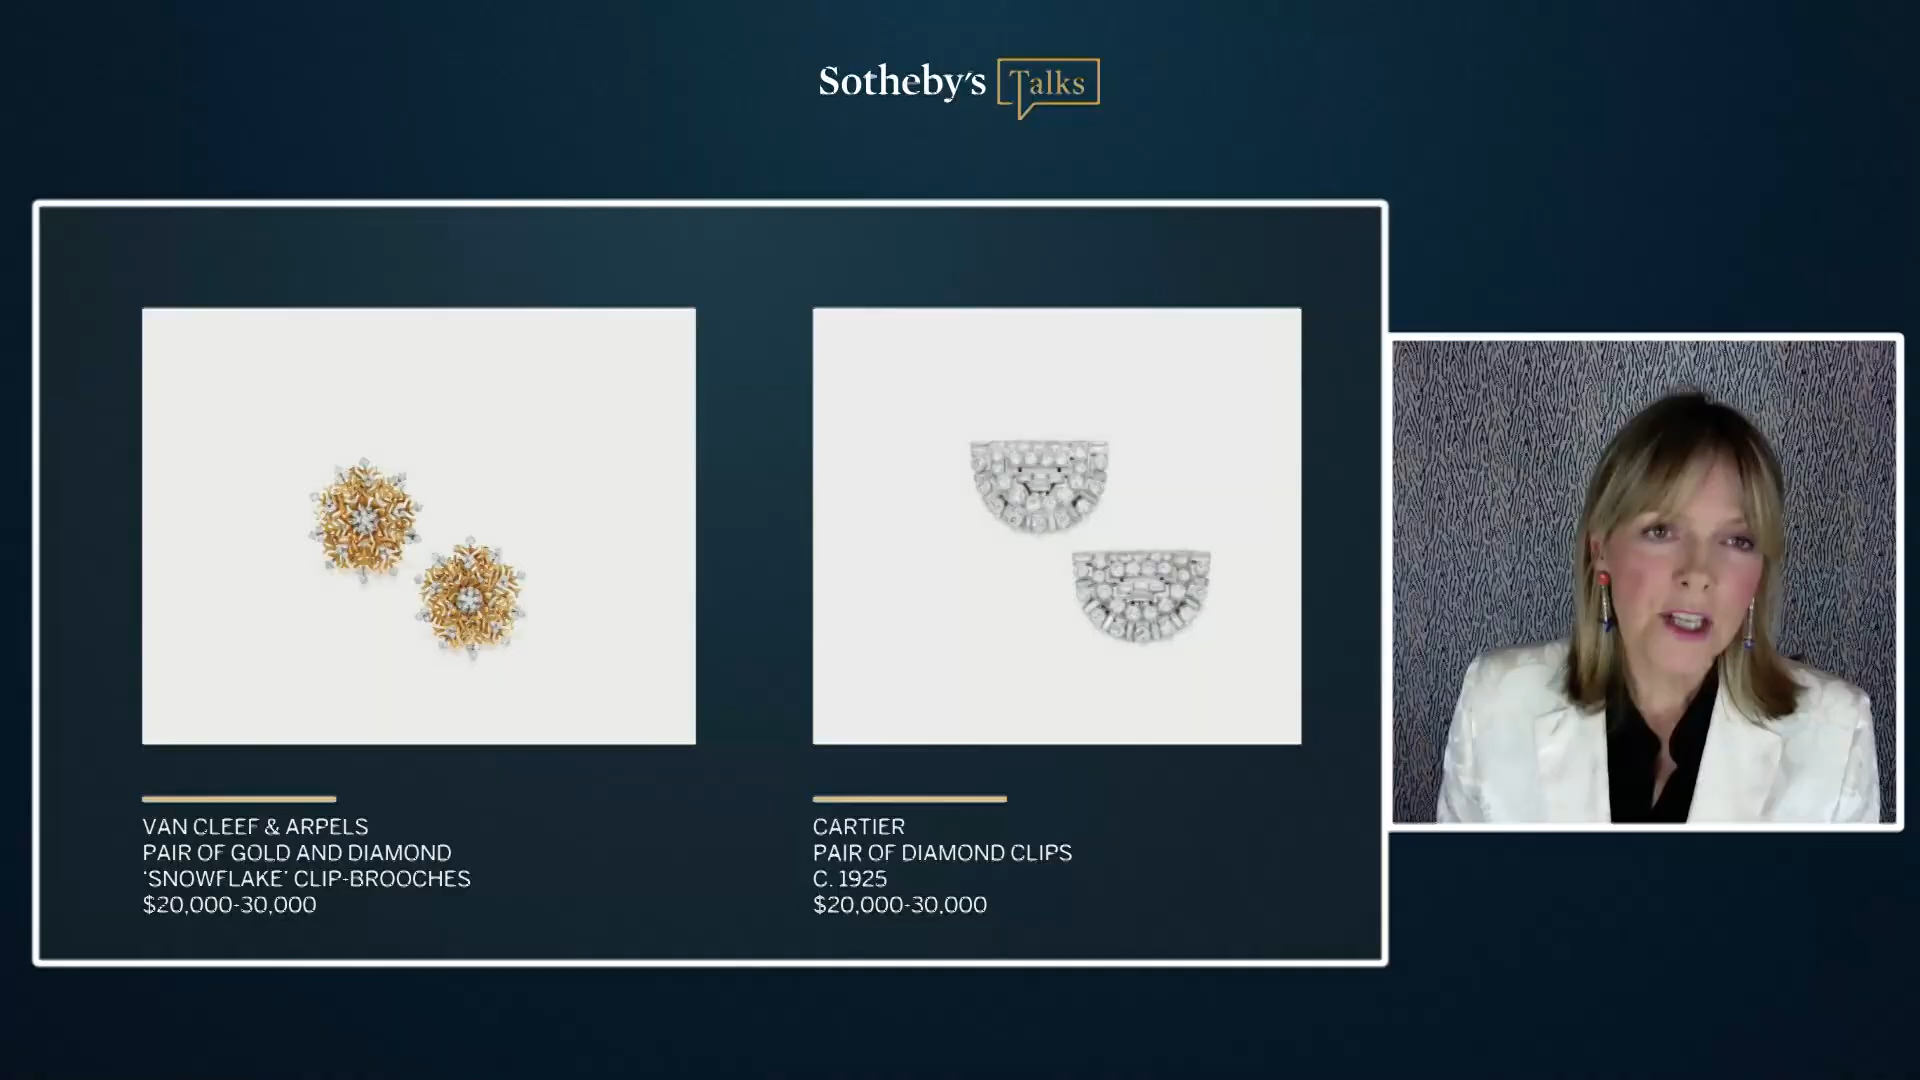 Sotheby's Talks
VAN CLEEF & ARPELS
PAIR OF GOLD AND DIAMOND
‘SNOWFLAKE’ CLIP-BROOCHES
$20,000-30,000
CARTIER
PAIR OF DIAMOND CLIPS
C. 1925
$20,000-30,000